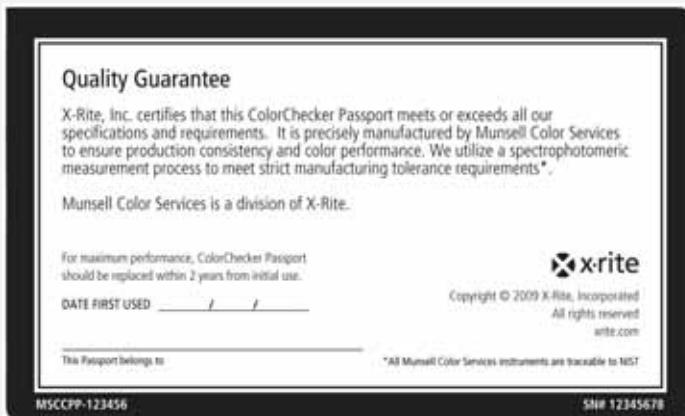 Quality Guarantee
X-Rite, Inc. certifies that this ColorChecker Passport meets or exceeds all our
specifications and requirements. It is precisely manufactured by Munsell Color Services
to ensure production consistency and color performance. We utilize a spectrophotomeric
measurement process to meet strict manufacturing tolerance requirements*.
Munsell Color Services is a division of X-Rite.
For maximum performance, ColorChecker Passport
should be replaced within 2 years from initial use.
DATE FIRST USED ______/______/______
x·rite
Copyright © 2009 X-Rite, Incorporated
All rights reserved
xrite.com
This Passport belongs to
*All Munsell Color Services instruments are traceable to NIST
MSCCPP-123456
SN# 12345678